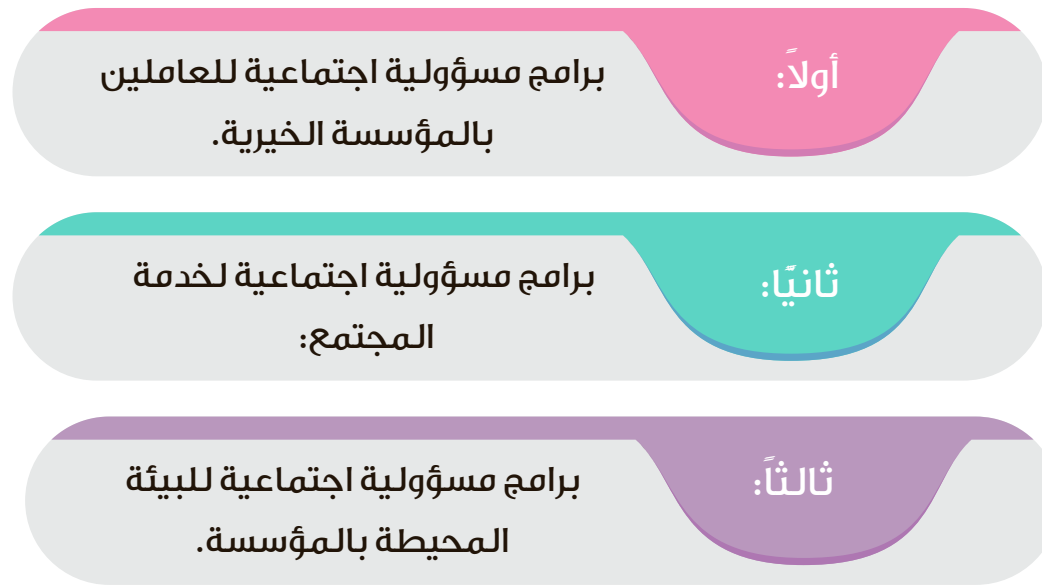 أولاً:
برامج مسؤولية اجتماعية للعاملين
بالمؤسسة الخيرية.
ثانيًا:
برامج مسؤولية اجتماعية لخدمة
المجتمع:
ثالثاً:
برامج مسؤولية اجتماعية للبيئة
المحيطة بالمؤسسة.